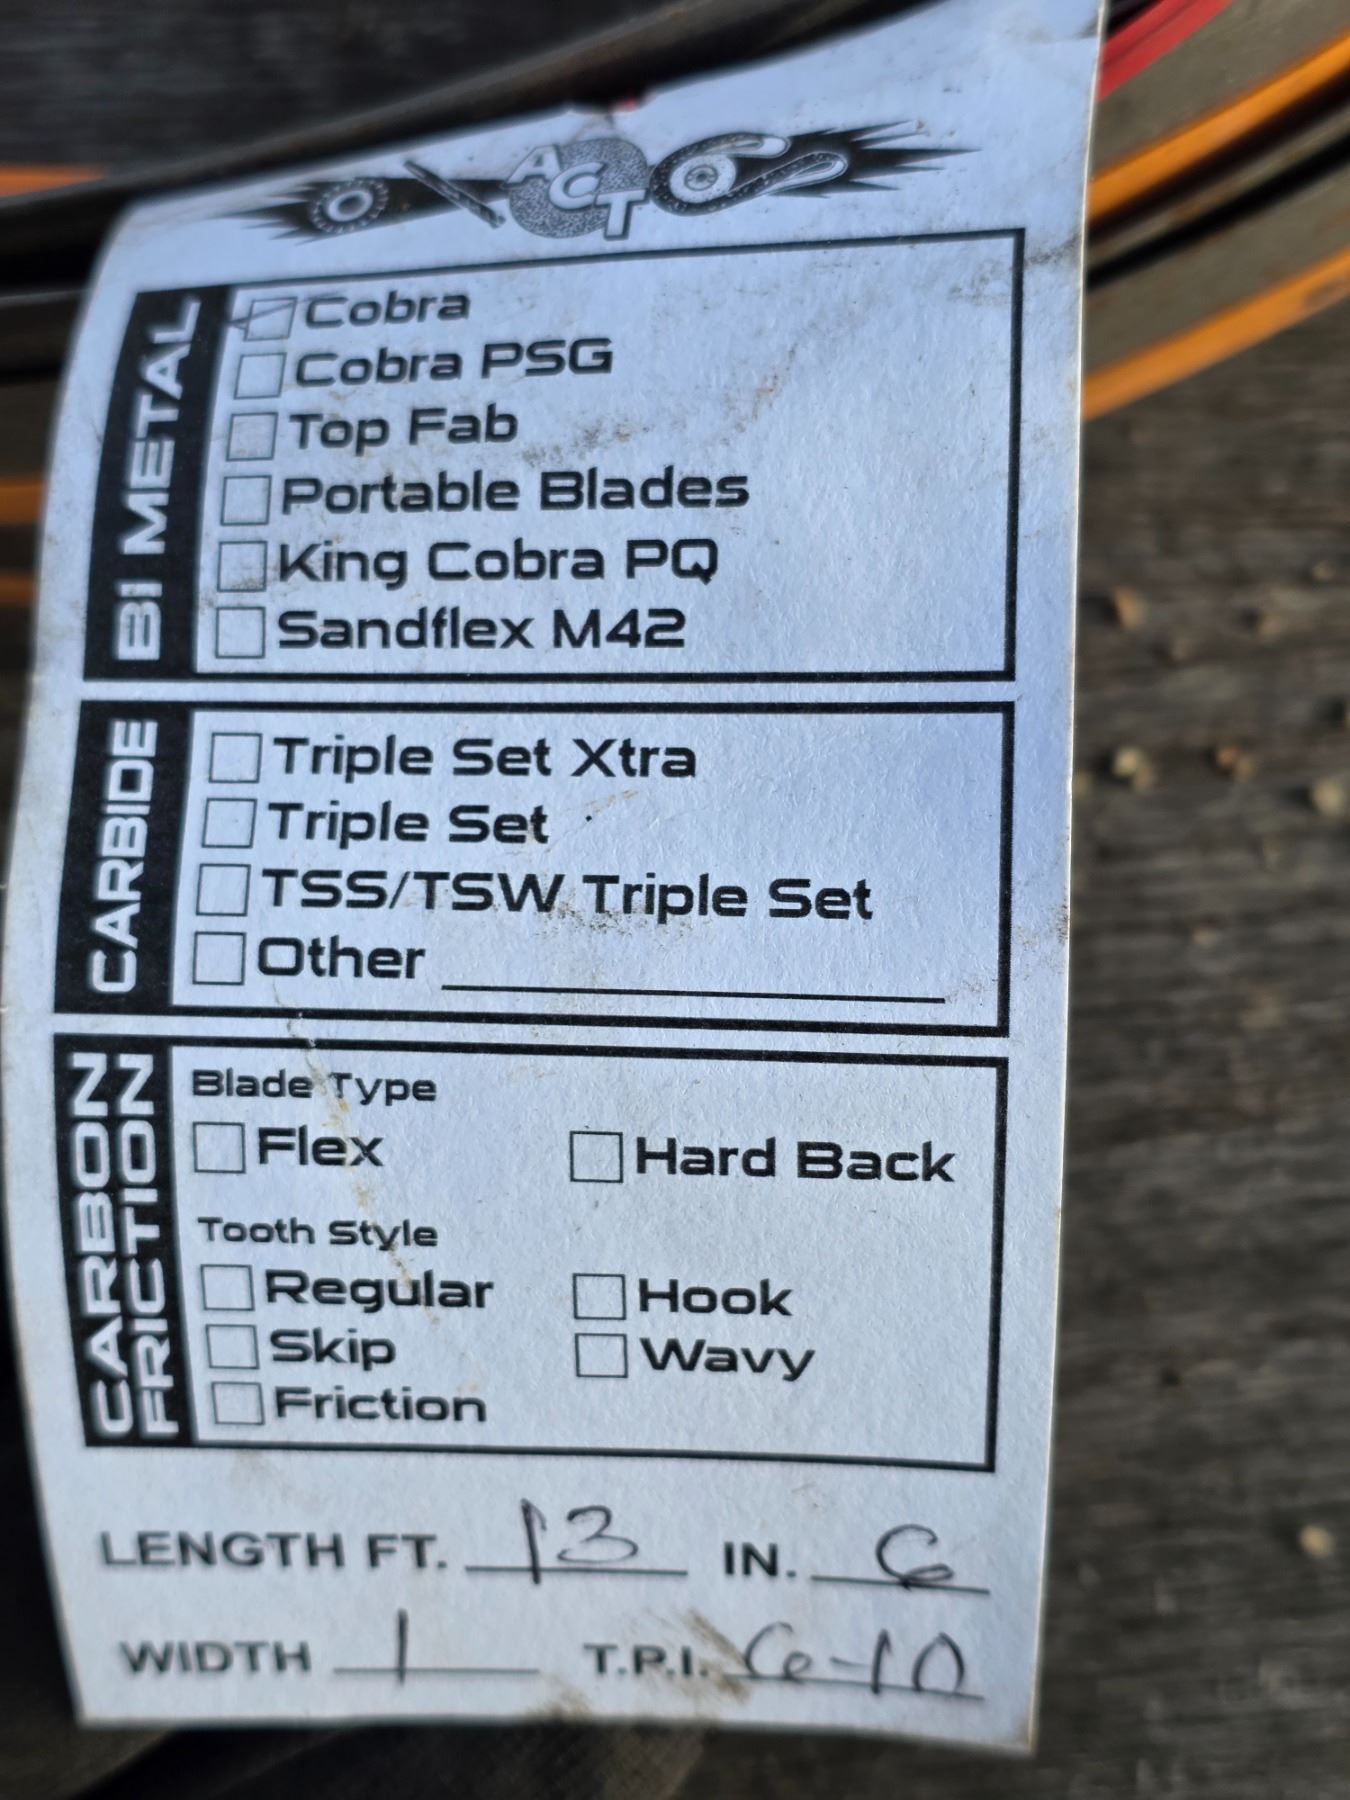 ACT
BI METAL
Cobra
Cobra PSG
Top Fab
Portable Blades
King Cobra PQ
Sandflex M42
CARBIDE
Triple Set Xtra
Triple Set
TSS/TSW Triple Set
Other
CARBON FRICTION
Blade Type
Flex Hard Back
Tooth Style
Regular Hook
Skip Wavy
Friction
LENGTH FT. 13 IN. 6
WIDTH 1 T.P.I. 6-10